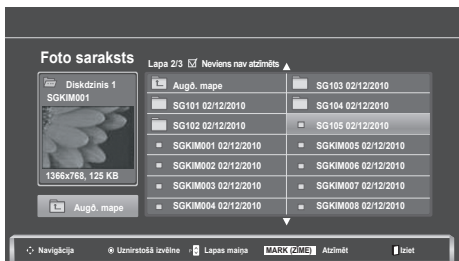 Foto saraksts
Lapa 2/3 Neviens nav atzīmēts
Diskdzinis 1
SGKIM001
1366x768, 125 KB
Augð. mape
Augð. mape
SG101 02/12/2010
SG102 02/12/2010
SGKIM001 02/12/2010
SGKIM002 02/12/2010
SGKIM003 02/12/2010
SGKIM004 02/12/2010
SG103 02/12/2010
SG104 02/12/2010
SG105 02/12/2010
SGKIM005 02/12/2010
SGKIM006 02/12/2010
SGKIM007 02/12/2010
SGKIM008 02/12/2010
Navigācija Uznirstošā izvēlne Lapas maiņa MARK (ZĪME) Atzīmēt Iziet